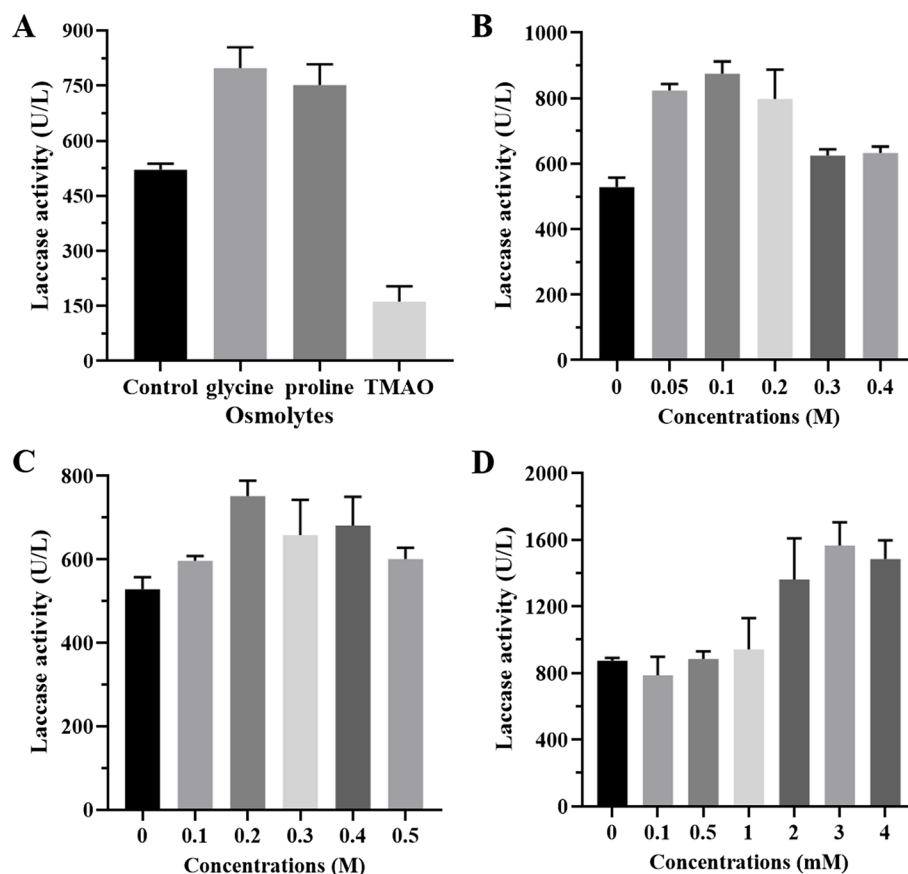 A
Laccase activity (U/L)
900
750
600
450
300
150
0
Control glycine proline TMAO
Osmolytes
B
Laccase activity (U/L)
1000
800
600
400
200
0
0 0.05 0.1 0.2 0.3 0.4
Concentrations (M)
C
Laccase activity (U/L)
800
600
400
200
0
0 0.1 0.2 0.3 0.4 0.5
Concentrations (M)
D
Laccase activity (U/L)
2000
1600
1200
800
400
0
0 0.1 0.5 1 2 3 4
Concentrations (mM)